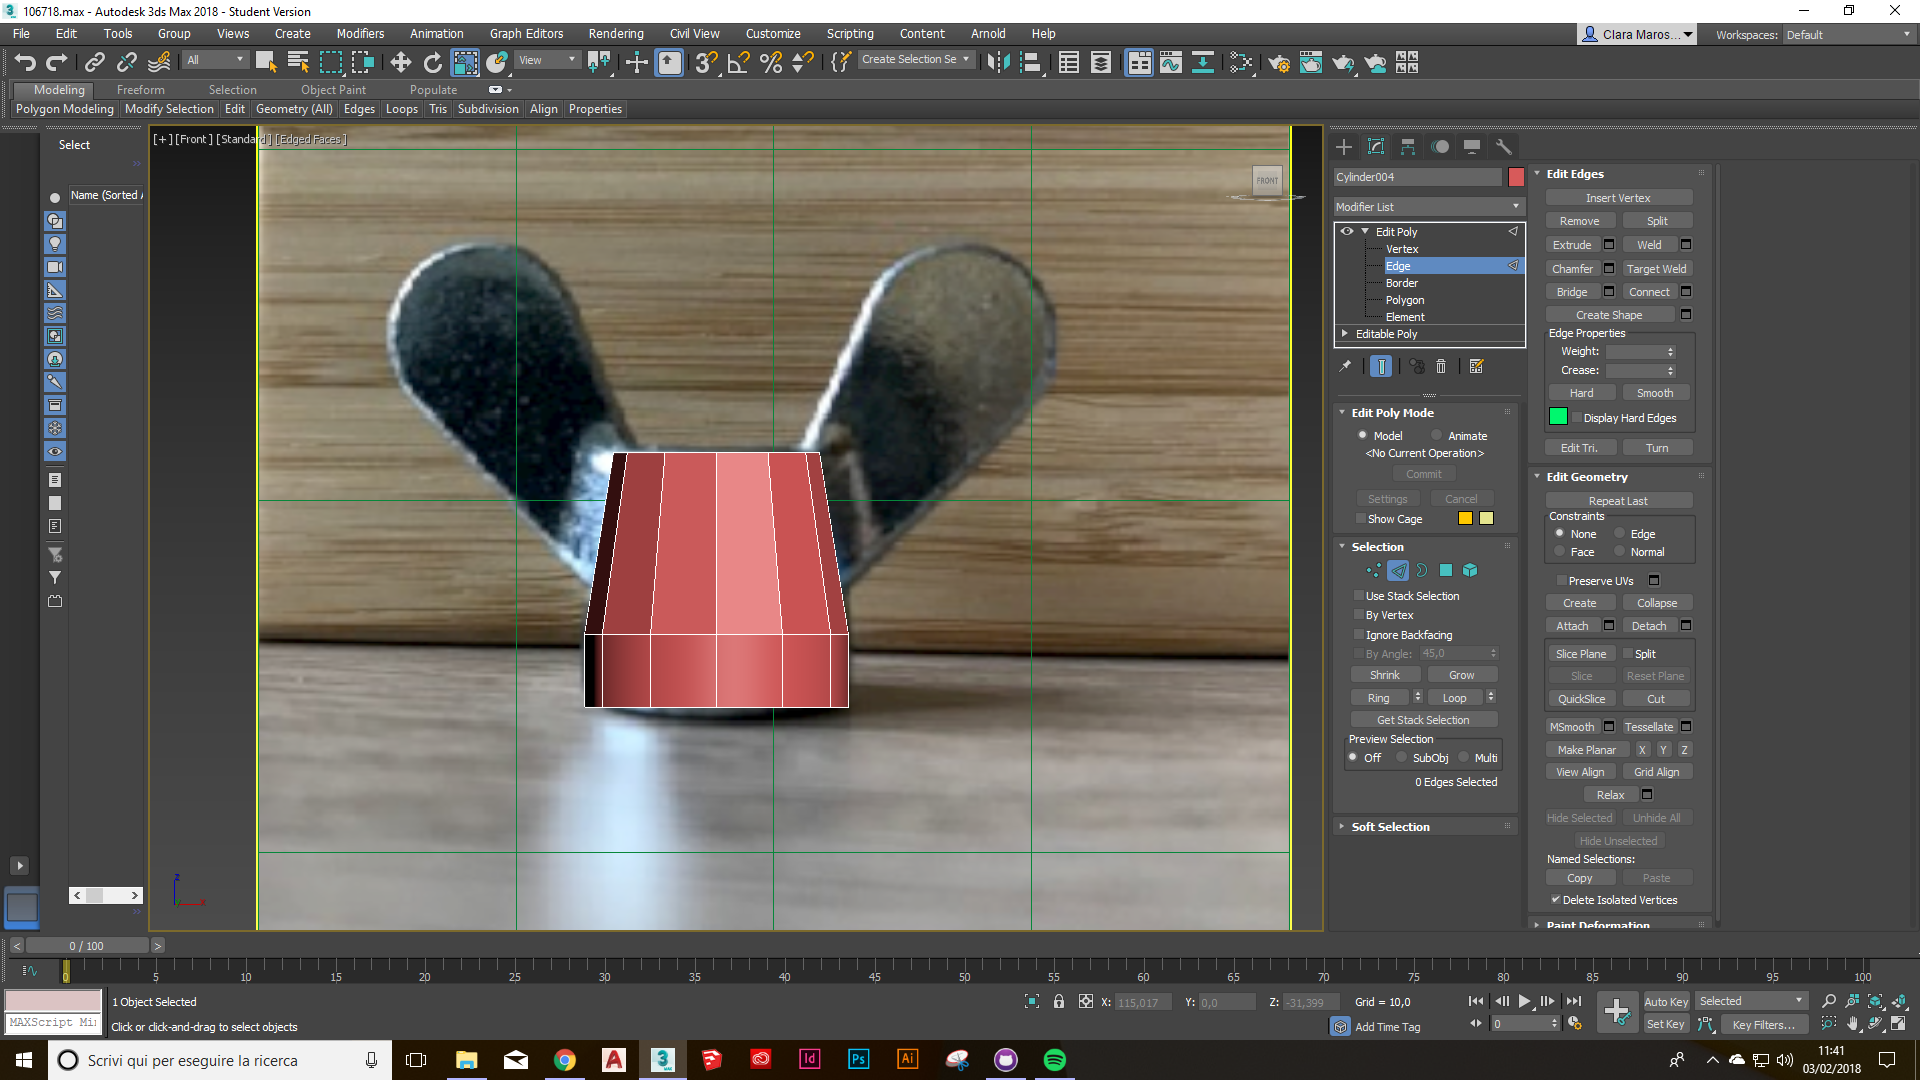 106718.max - Autodesk 3ds Max 2018 - Student Version
File Edit Tools Group Views Create Modifiers Animation Graph Editors Rendering Civil View Customize Scripting Content Arnold Help
Clara Maros... Workspaces: Default
All View Create Selection Se
Modeling Freeform Selection Object Paint Populate
Polygon Modeling Modify Selection Edit Geometry (All) Edges Loops Tris Subdivision Align Properties
Select
Name (Sorted A
[+] [Front ] [Standard ] [Edged Faces ]
FRONT
z
x
Cylinder004
Modifier List
Edit Poly
Vertex
Edge
Border
Polygon
Element
Editable Poly
Edit Poly Mode
Model Animate
<No Current Operation>
Commit
Settings Cancel
Show Cage
Selection
Use Stack Selection
By Vertex
Ignore Backfacing
By Angle: 45,0
Shrink Grow
Ring Loop
Get Stack Selection
Preview Selection
Off SubObj Multi
0 Edges Selected
Soft Selection
Edit Edges
Insert Vertex
Remove Split
Extrude Weld
Chamfer Target Weld
Bridge Connect
Create Shape
Edge Properties
Weight:
Crease:
Hard Smooth
Display Hard Edges
Edit Tri. Turn
Edit Geometry
Repeat Last
Constraints
None Edge
Face Normal
Preserve UVs
Create Collapse
Attach Detach
Slice Plane Split
Slice Reset Plane
QuickSlice Cut
MSmooth Tessellate
Make Planar X Y Z
View Align Grid Align
Relax
Hide Selected Unhide All
Hide Unselected
Named Selections:
Copy Paste
Delete Isolated Vertices
Paint Deformation
< 0 / 100 >
0 5 10 15 20 25 30 35 40 45 50 55 60 65 70 75 80 85 90 95 100
1 Object Selected X: 115,017 Y: 0,0 Z: -31,399 Grid = 10,0 Auto Key Selected
MAXScript Mi
Click or click-and-drag to select objects
Add Time Tag 0 Set Key Key Filters...
Scrivi qui per eseguire la ricerca
11:41
03/02/2018